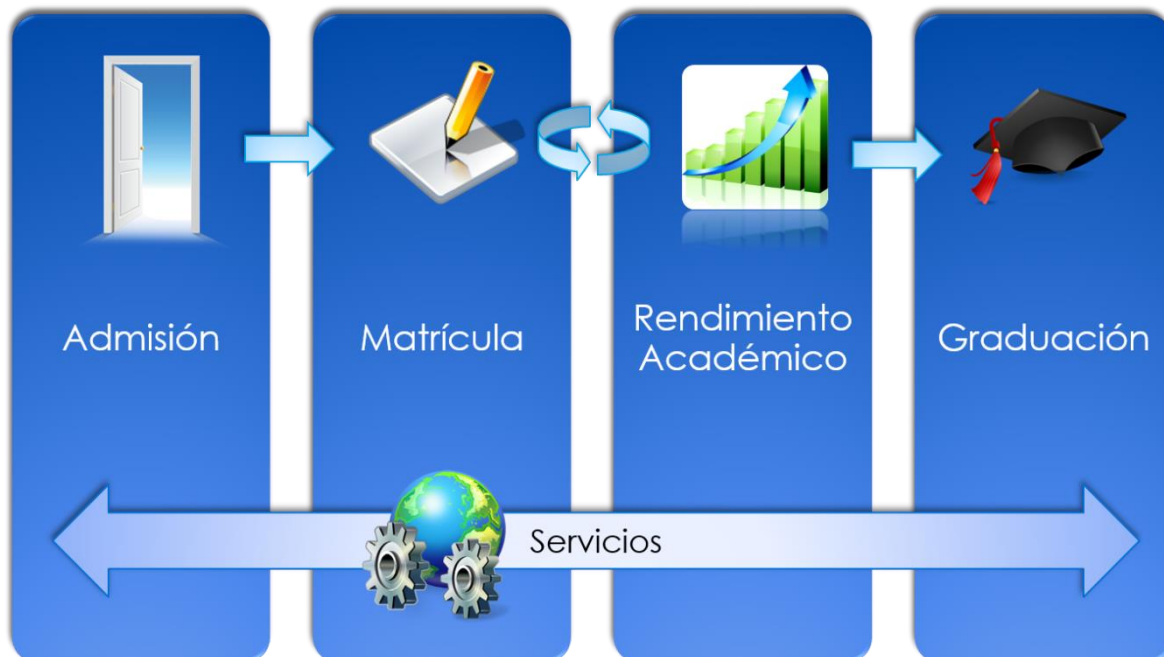 Admisión
Matrícula
Rendimiento
Académico
Graduación
Servicios